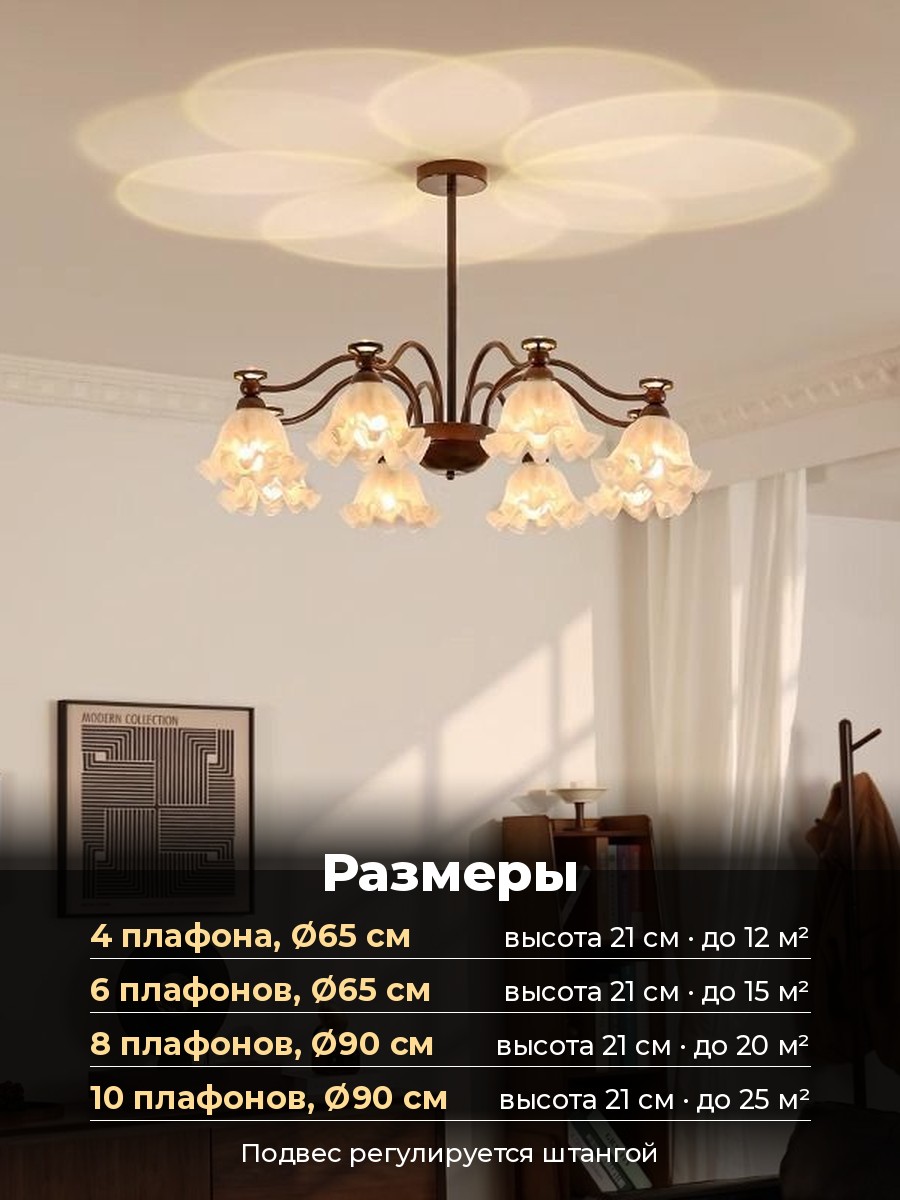 MODERN COLLECTION
Размеры
4 плафона, Ø65 см высота 21 см · до 12 м²
6 плафонов, Ø65 см высота 21 см · до 15 м²
8 плафонов, Ø90 см высота 21 см · до 20 м²
10 плафонов, Ø90 см высота 21 см · до 25 м²
Подвес регулируется штангой